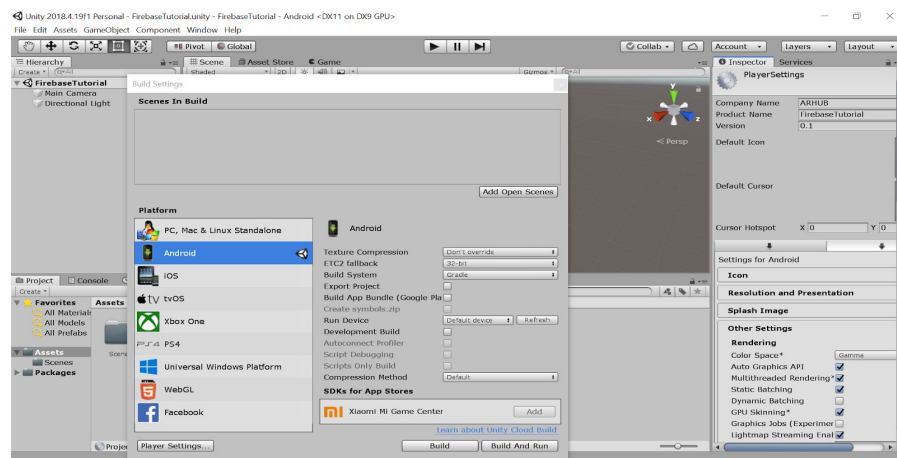 Unity 2018.4.19f1 Personal - FirebaseTutorial.unity - FirebaseTutorial - Android <DX11 on DX9 GPU>
File Edit Assets GameObject Component Window Help
Pivot Global Collab Account Layers Layout
Hierarchy Scene Asset Store Game Inspector Services
Create All Shaded 2D Gizmos All
FirebaseTutorial
Main Camera
Directional Light
Build Settings
Scenes In Build
Add Open Scenes
Platform
PC, Mac & Linux Standalone
Android
iOS
tvOS
Xbox One
PS4 PS4
Universal Windows Platform
WebGL
Facebook
Player Settings...
Android
Texture Compression Don't override
ETC2 fallback 32-bit
Build System Gradle
Export Project
Build App Bundle (Google Pla
Create symbols.zip
Run Device Default device Refresh
Development Build
Autoconnect Profiler
Script Debugging
Scripts Only Build
Compression Method Default
SDKs for App Stores
Xiaomi Mi Game Center Add
Learn about Unity Cloud Build
Build Build And Run
y
x z
Persp
PlayerSettings
Company Name ARHUB
Product Name FirebaseTutorial
Version 0.1
Default Icon
Default Cursor
Cursor Hotspot X 0 Y 0
Settings for Android
Icon
Resolution and Presentation
Splash Image
Other Settings
Rendering
Color Space* Gamma
Auto Graphics API
Multithreaded Rendering*
Static Batching
Dynamic Batching
GPU Skinning*
Graphics Jobs (Experimer
Lightmap Streaming Enal
Project Console
Create
Favorites
All Materials
All Models
All Prefabs
Assets
Scenes
Packages
Assets
Scene
Projec